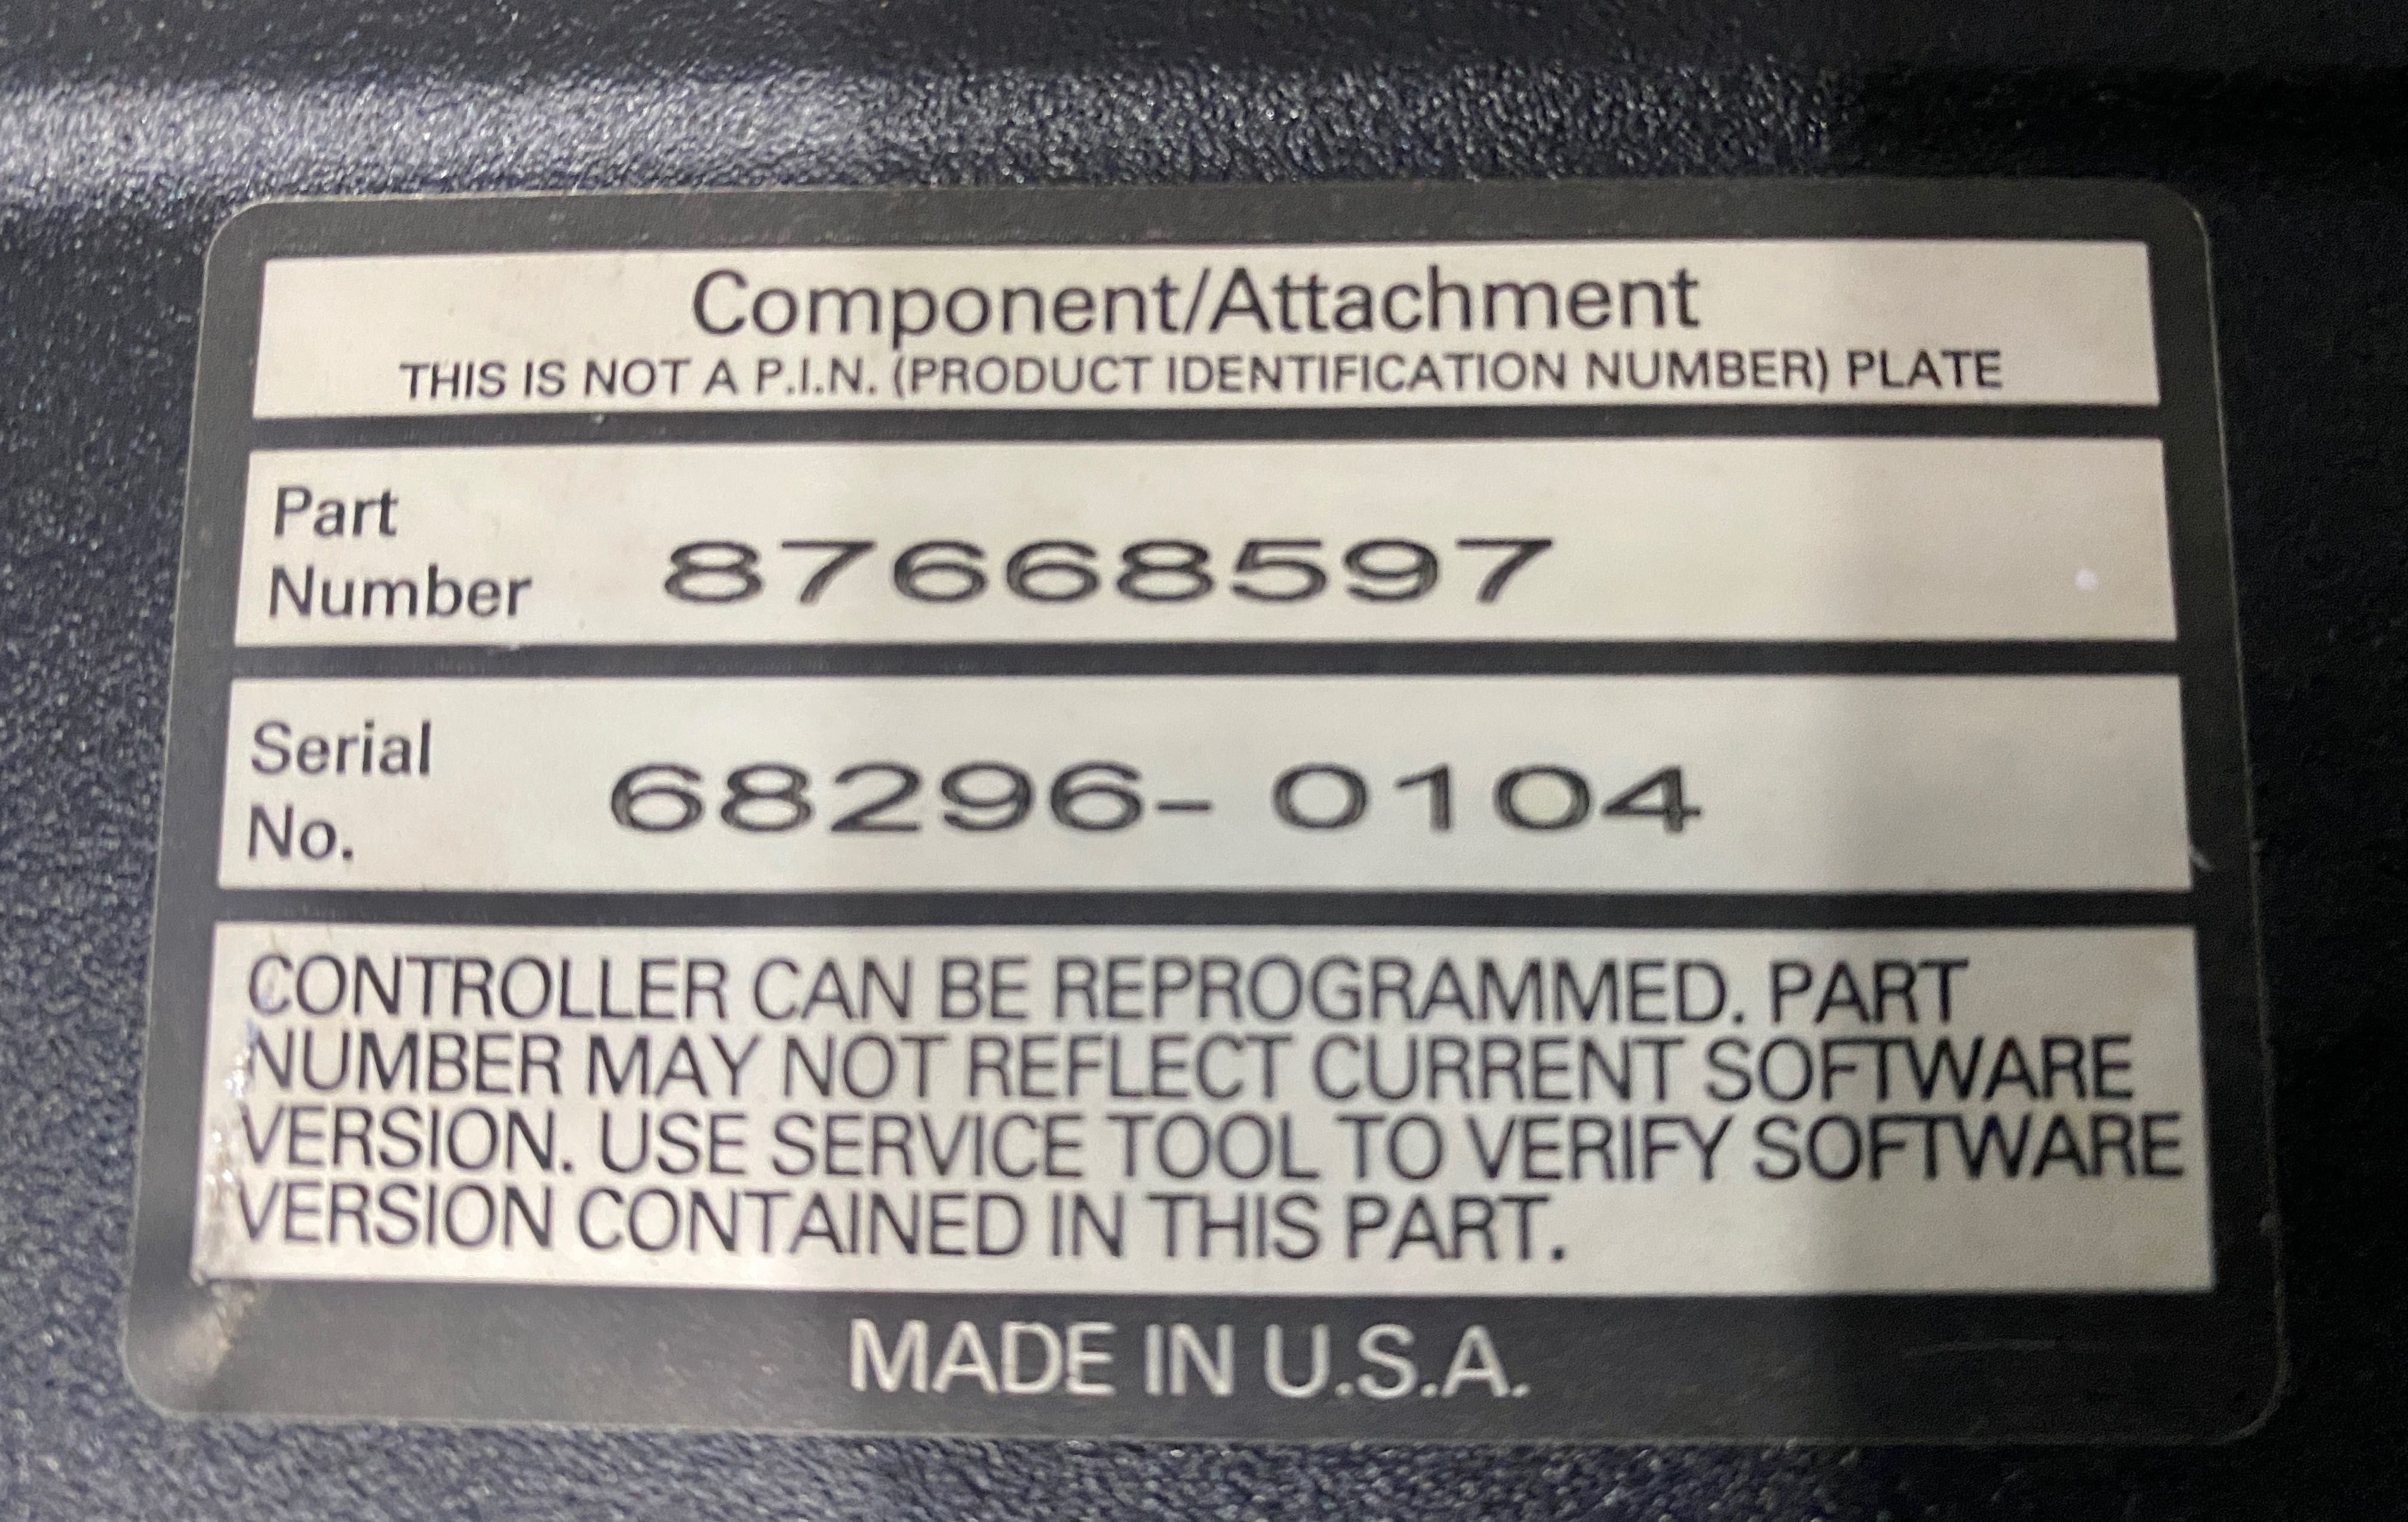 Component/Attachment
THIS IS NOT A P.I.N. (PRODUCT IDENTIFICATION NUMBER) PLATE
Part
Number 87668597
Serial
No. 68296- 0104
CONTROLLER CAN BE REPROGRAMMED. PART
NUMBER MAY NOT REFLECT CURRENT SOFTWARE
VERSION. USE SERVICE TOOL TO VERIFY SOFTWARE
VERSION CONTAINED IN THIS PART.
MADE IN U.S.A.